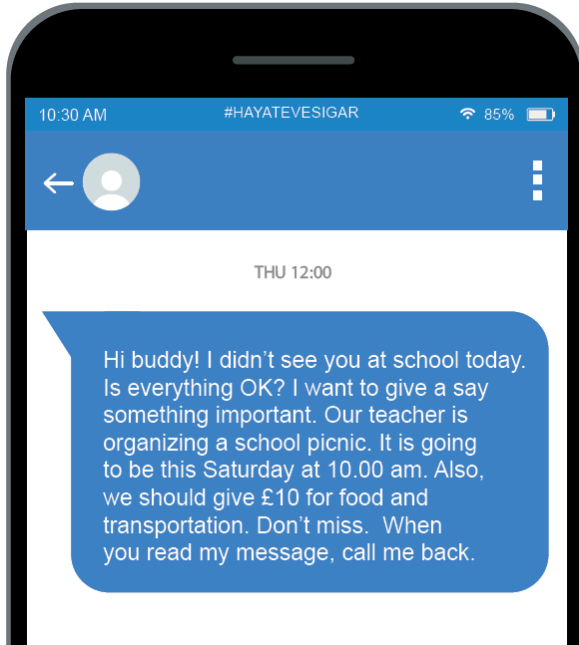 10:30 AM #HAYATEVESIGAR 85%
THU 12:00
Hi buddy! I didn't see you at school today.
Is everything OK? I want to give a say
something important. Our teacher is
organizing a school picnic. It is going
to be this Saturday at 10.00 am. Also,
we should give £10 for food and
transportation. Don't miss.  When
you read my message, call me back.